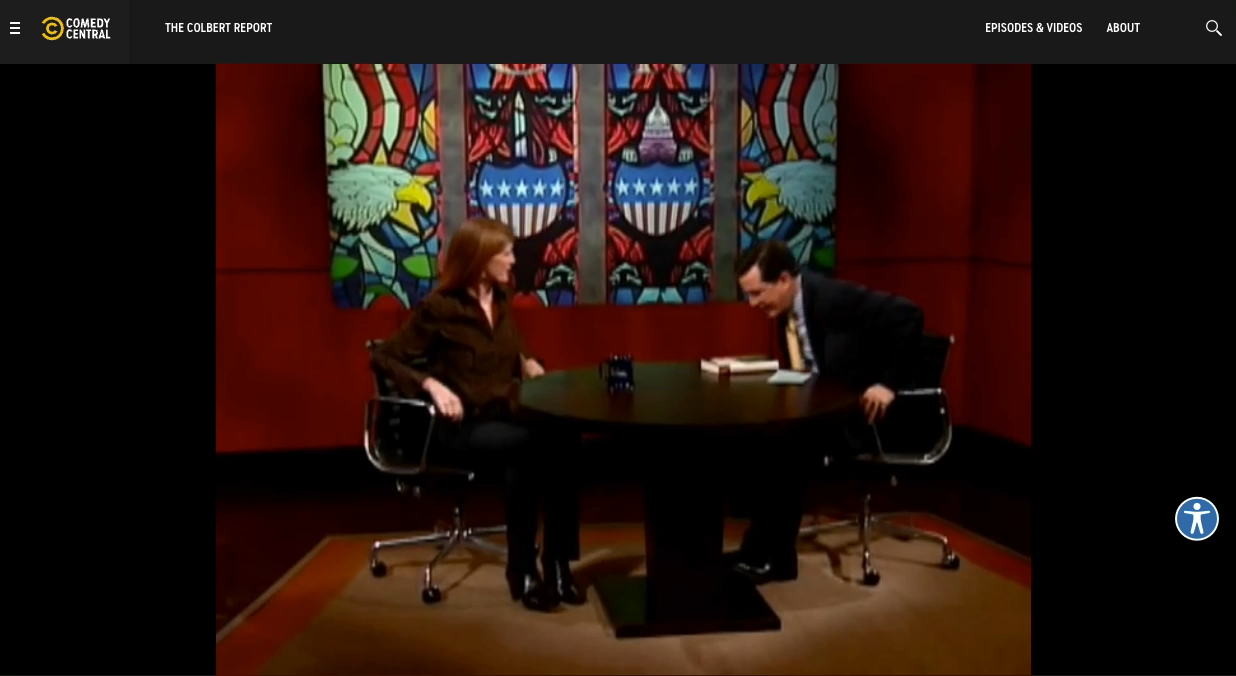 COMEDY
CENTRAL
THE COLBERT REPORT
EPISODES & VIDEOS
ABOUT